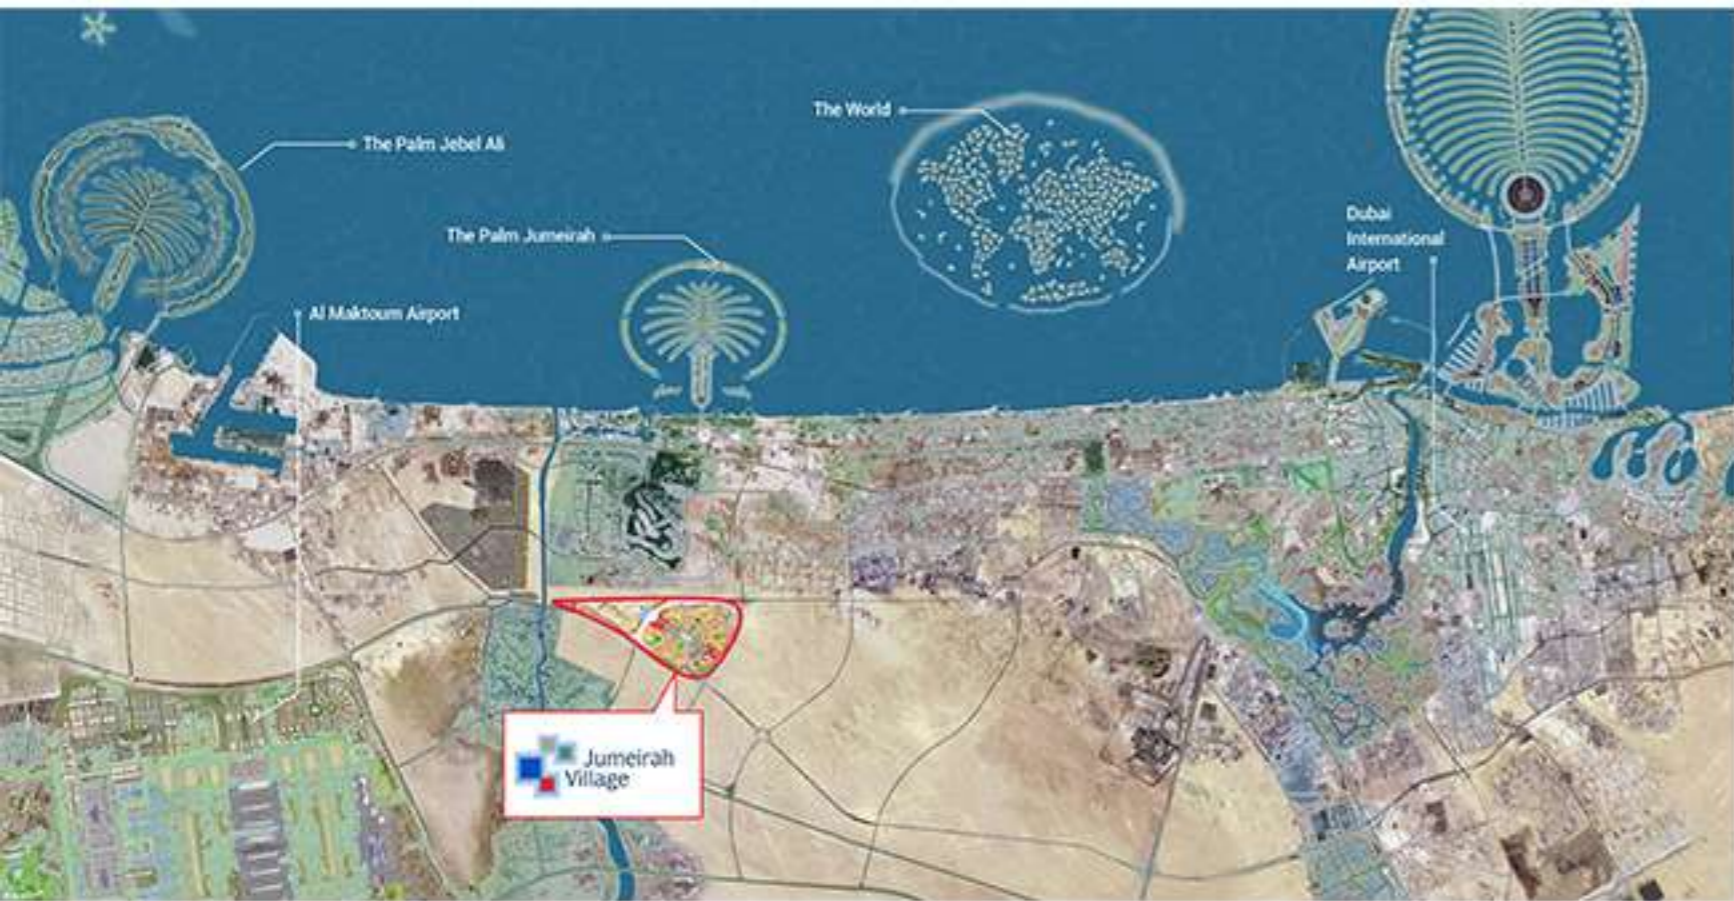 The World
The Palm Jebel Ali
Dubai
International
Airport
The Palm Jumeirah
Al Maktoum Airport
Jumeirah
Village